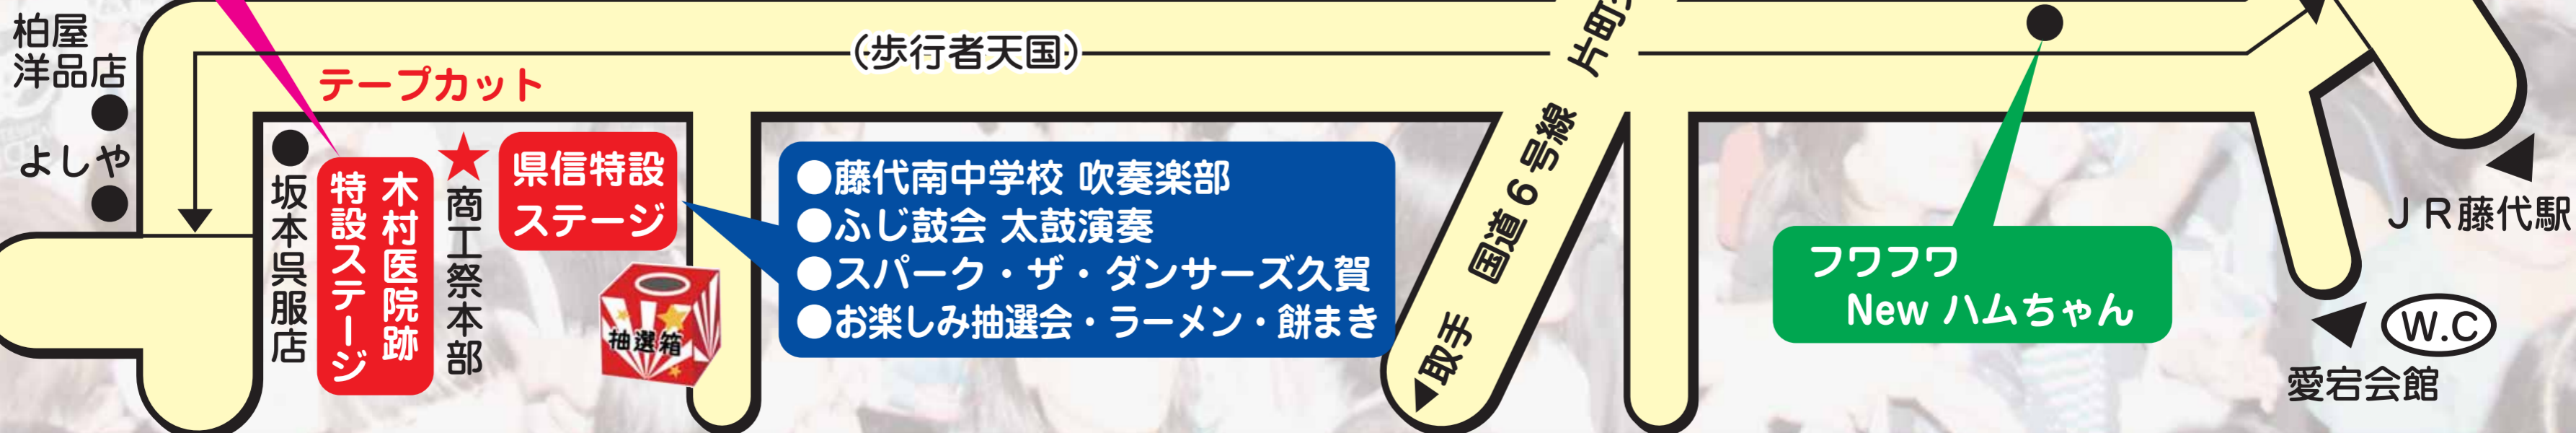 柏屋
洋品店
よしや
(歩行者天国)
テープカット
坂本呉服店
木村医院跡
特設ステージ
★商工祭本部
県信特設
ステージ
抽選箱
●藤代南中学校 吹奏楽部
●ふじ鼓会 太鼓演奏
●スパーク・ザ・ダンサーズ久賀
●お楽しみ抽選会・ラーメン・餅まき
◀取手 国道6号線 片町
フワフワ
New ハムちゃん
JR藤代駅
W.C
愛宕会館